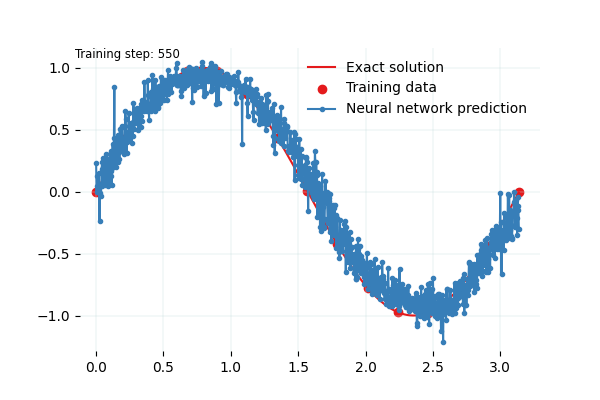 Training step: 550
Exact solution
Training data
Neural network prediction
1.0
0.5
0.0
−0.5
−1.0
0.0 0.5 1.0 1.5 2.0 2.5 3.0